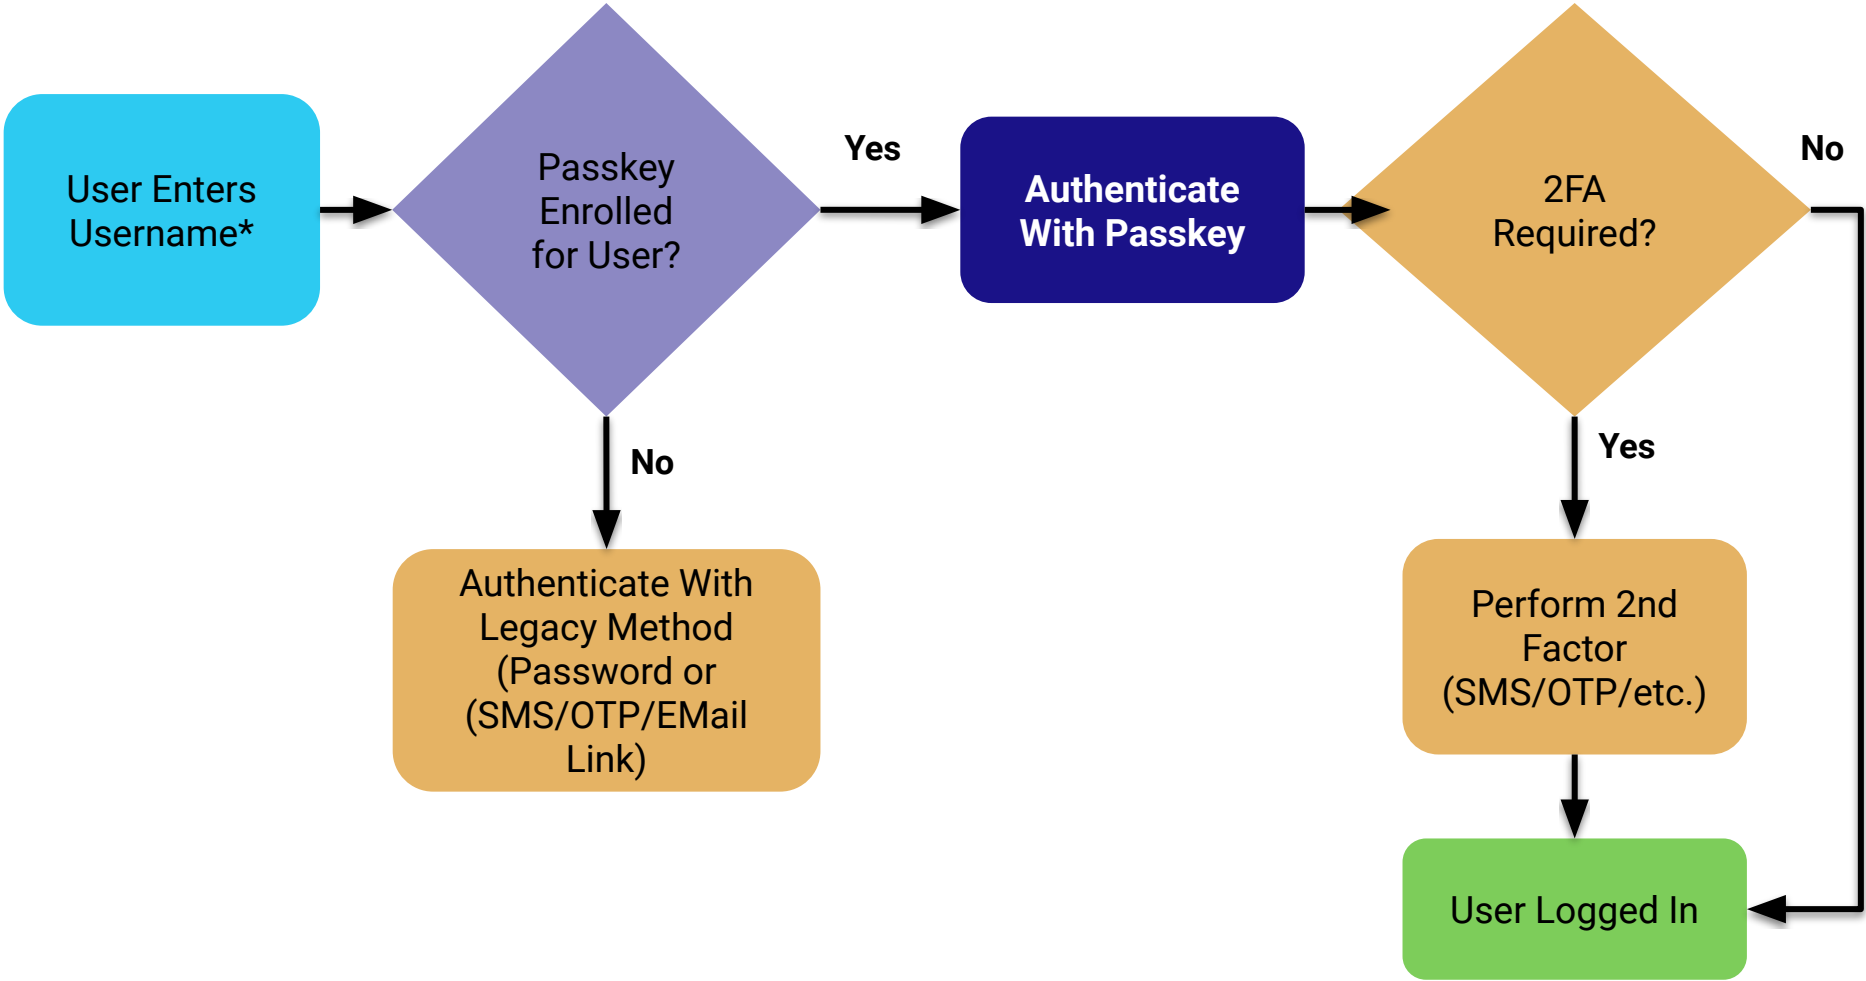 User Enters
Username*
Passkey
Enrolled
for User?
Yes
Authenticate
With Passkey
2FA
Required?
No
No
Authenticate With
Legacy Method
(Password or
(SMS/OTP/EMail
Link)
Yes
Perform 2nd
Factor
(SMS/OTP/etc.)
User Logged In